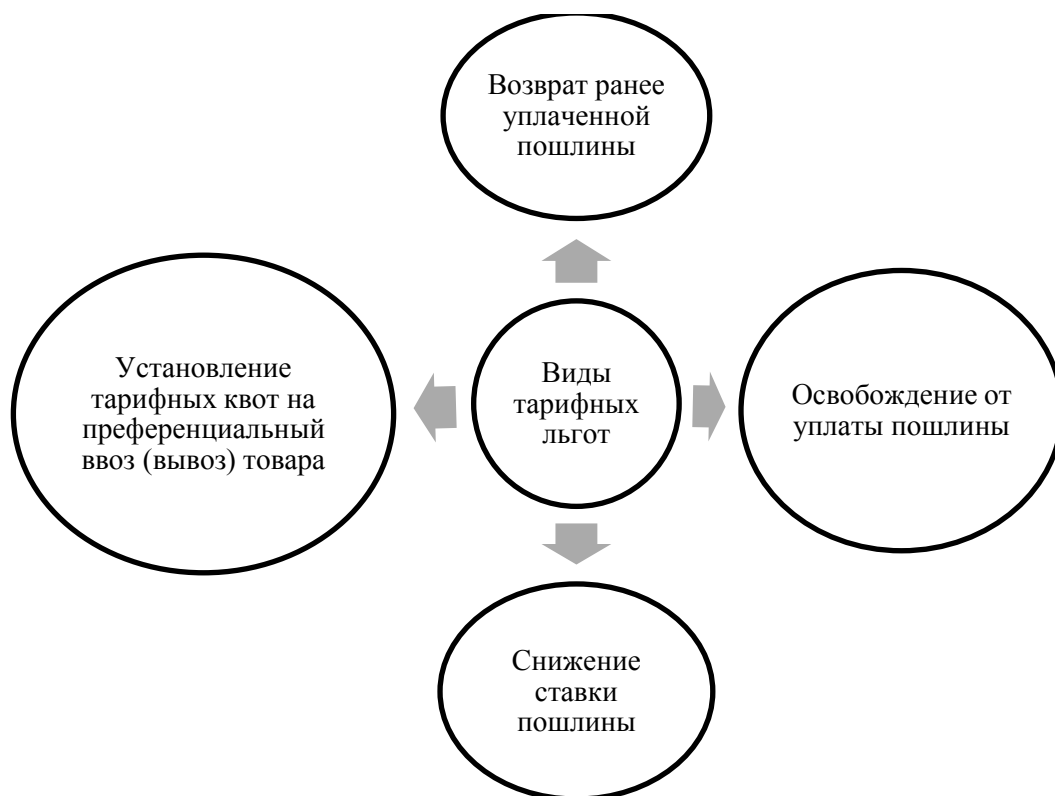 Возврат ранее
уплаченной
пошлины
Установление
тарифных квот на
преференциальный
ввоз (вывоз) товара
Виды
тарифных
льгот
Освобождение от
уплаты пошлины
Снижение
ставки
пошлины